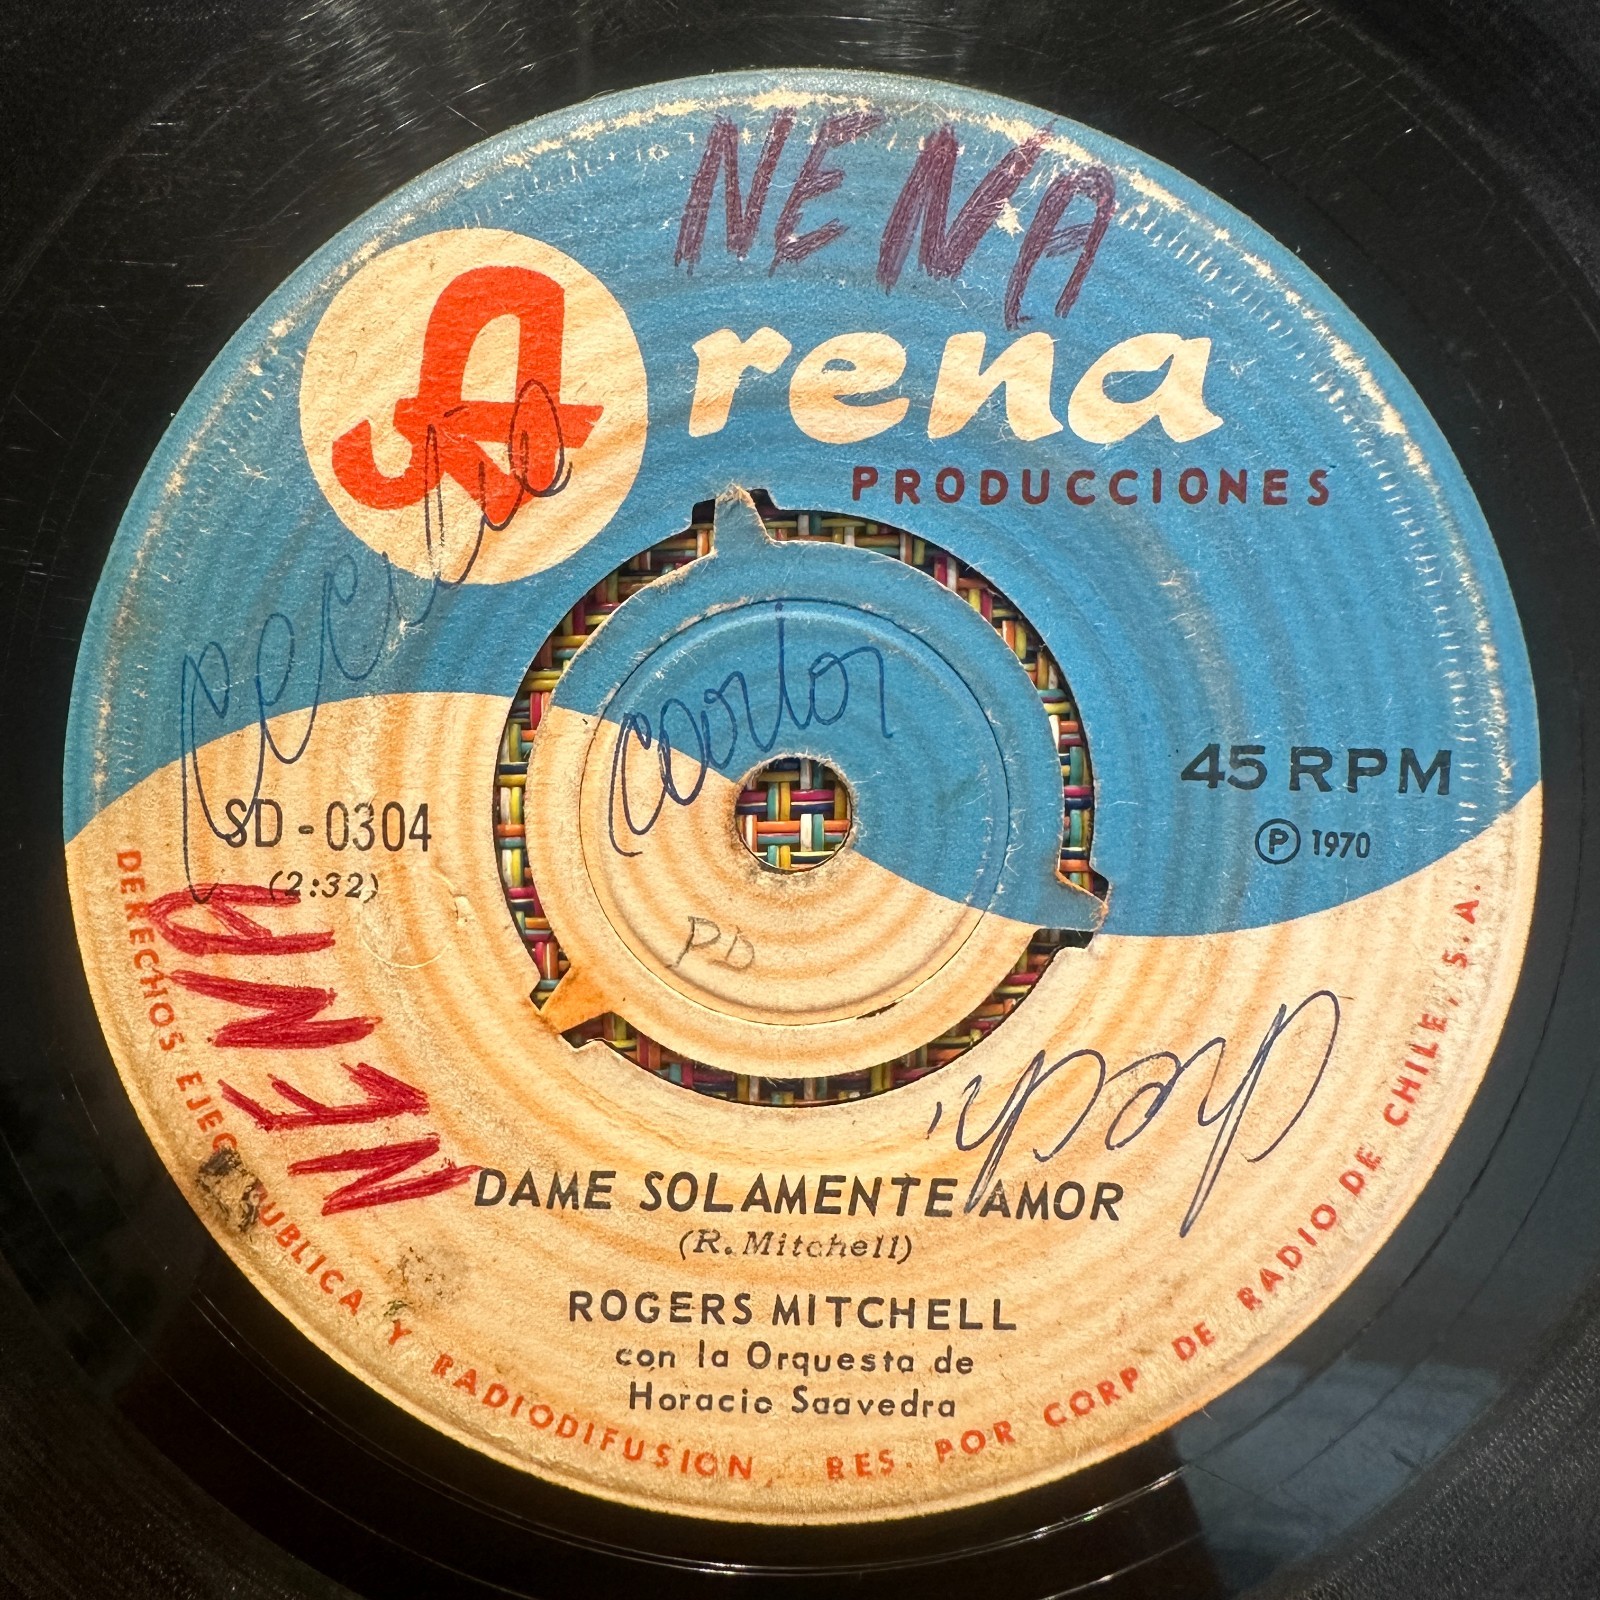 NENA
Arena
PRODUCCIONES
45 RPM
℗ 1970
SD-0304
(2:32)
NENA
PD
DAME SOLAMENTE AMOR
(R. Mitchell)
ROGERS MITCHELL
con la Orquesta de
Horacio Saavedra
DERECHOS EJEC PUBLICA Y RADIODIFUSION, RES. POR CORP DE RADIO DE CHILE, S.A.